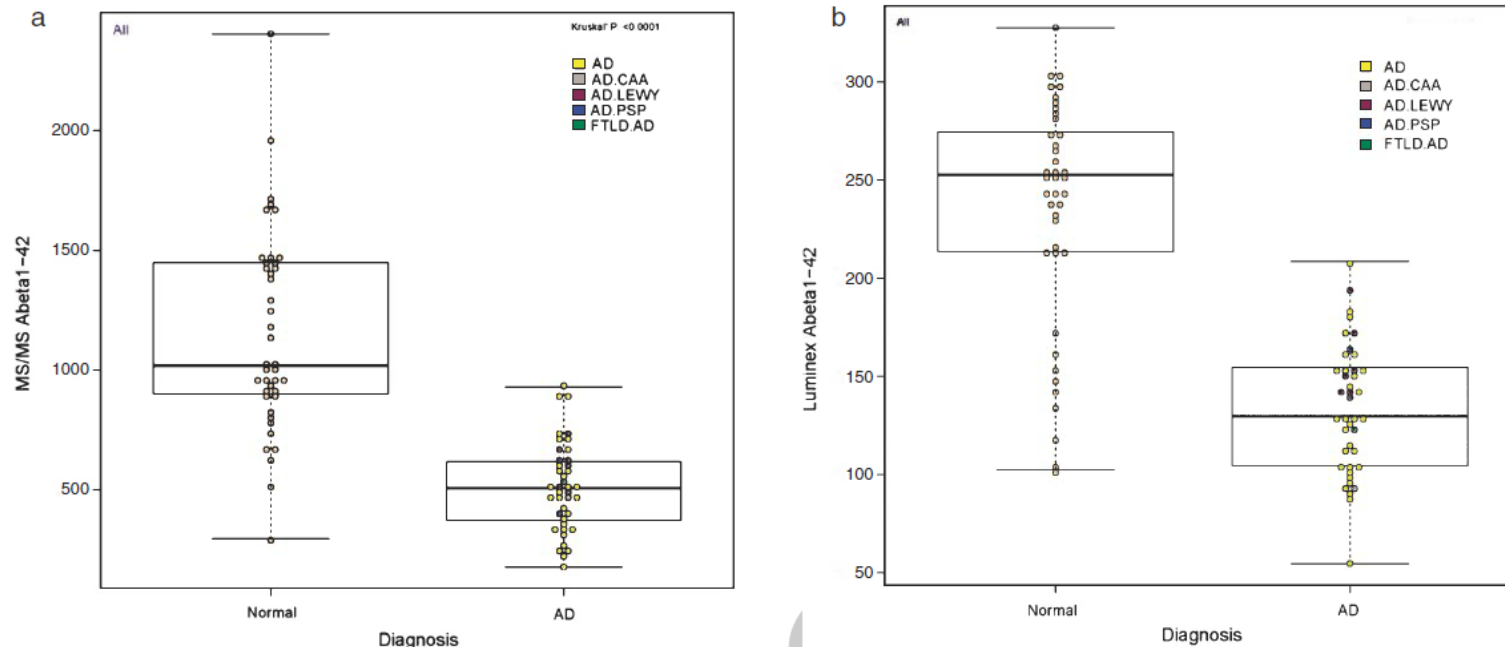 a
All
Kruskal' P <0 0001
AD
AD.CAA
AD.LEWY
AD.PSP
FTLD.AD
2000
1500
1000
500
MS/MS Abeta1-42
Normal
AD
Diagnosis
b
All
AD
AD.CAA
AD.LEWY
AD.PSP
FTLD.AD
300
250
200
150
100
50
Luminex Abeta1-42
Normal
AD
Diagnosis